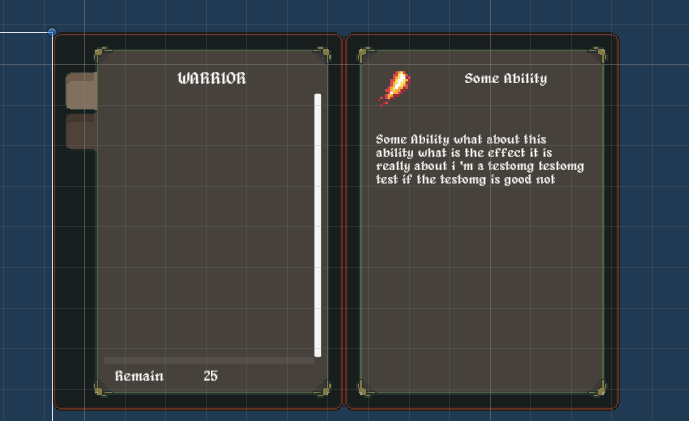 WARRIOR
Remain 25
Some Ability
Some Ability what about this
ability what is the effect it is
really about i 'm a testomg testomg
test if the testomg is good not